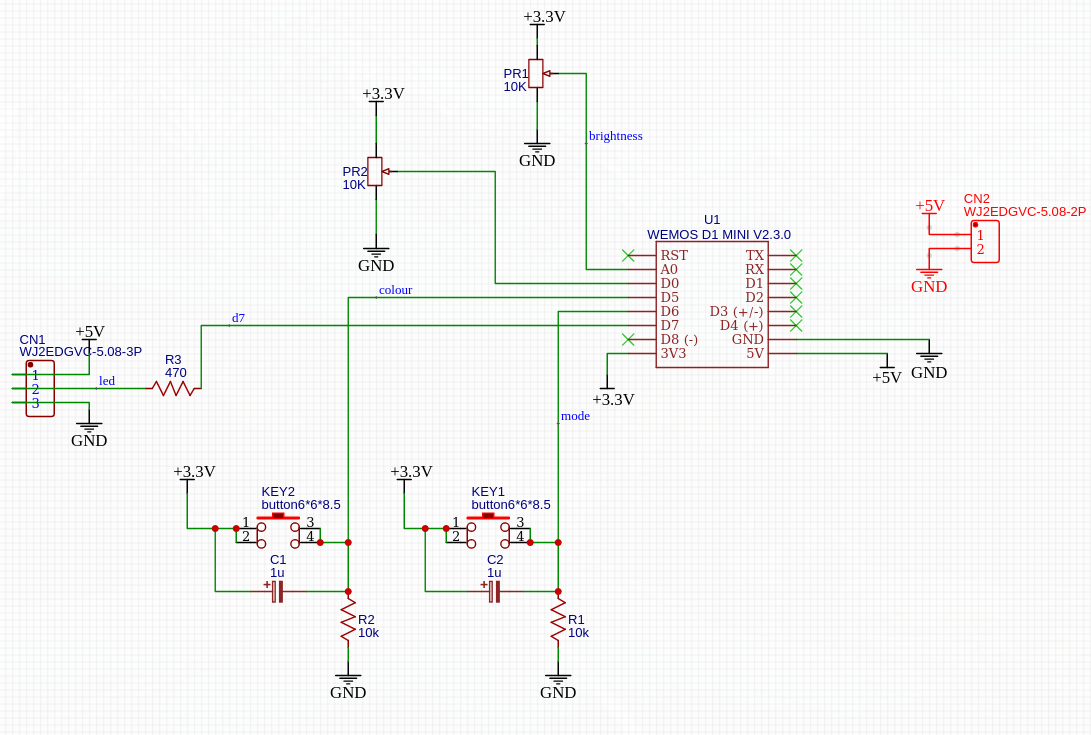 +3.3V
PR1
10K
GND
brightness
+3.3V
PR2
10K
GND
colour
d7
U1
WEMOS D1 MINI V2.3.0
RST TX
A0 RX
D0 D1
D5 D2
D6 D3 (+/-)
D7 D4 (+)
D8 (-) GND
3V3 5V
+3.3V
+5V
GND
CN2
WJ2EDGVC-5.08-2P
+5V
1
2
GND
CN1
WJ2EDGVC-5.08-3P
+5V
1
2
3
led
GND
R3
470
mode
+3.3V
KEY2
button6*6*8.5
1 3
2 4
C1
1u
+
R2
10k
GND
+3.3V
KEY1
button6*6*8.5
1 3
2 4
C2
1u
+
R1
10k
GND